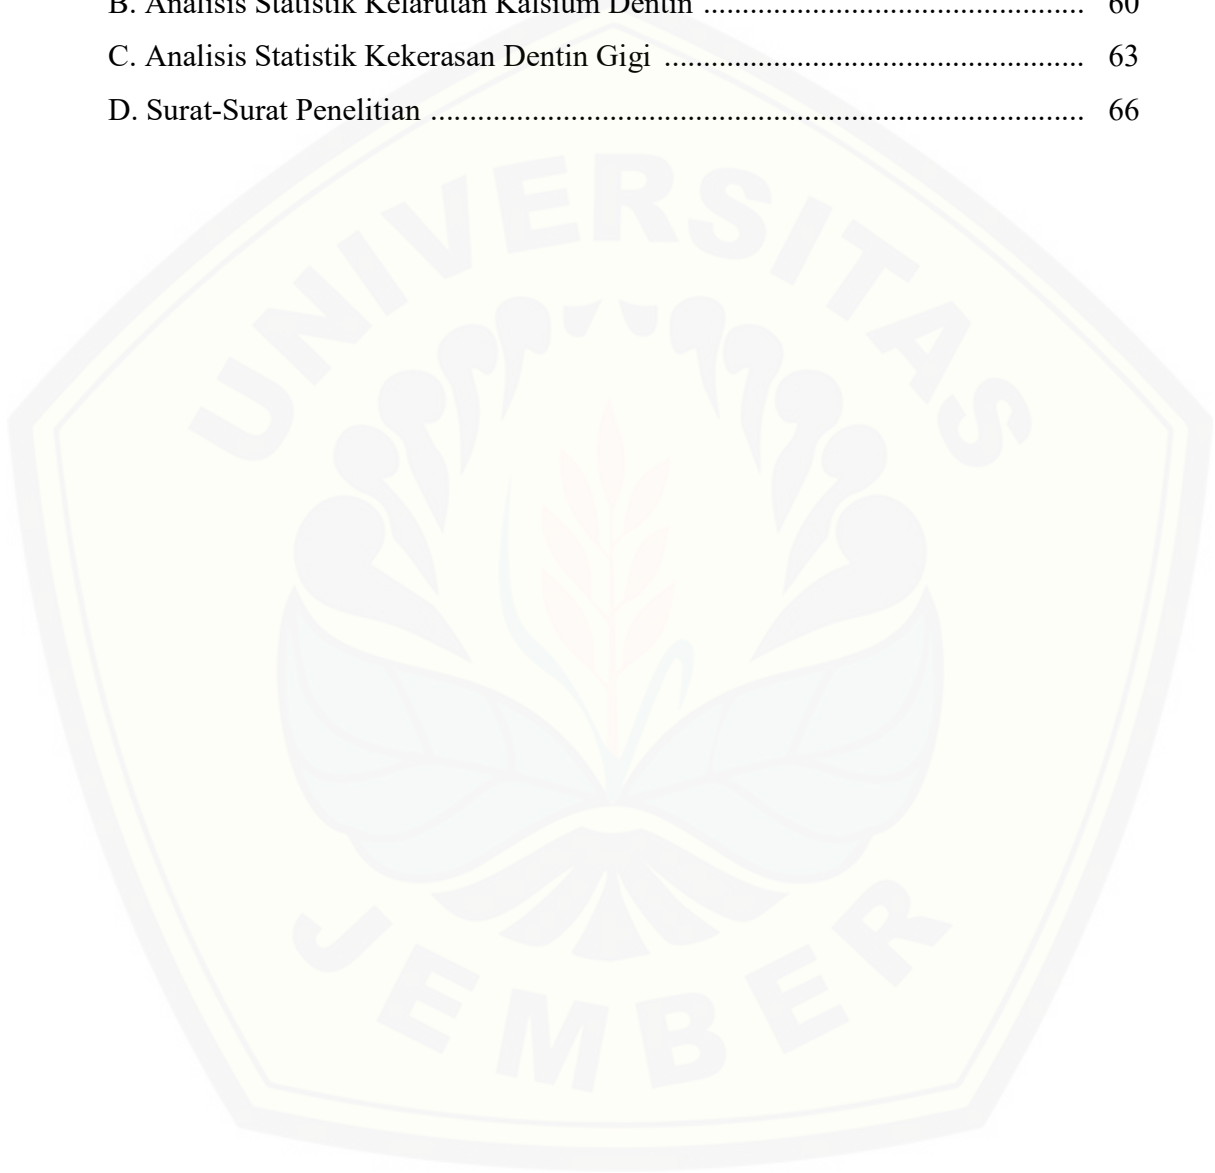 B. Analisis Statistik Kelarutan Kalsium Dentin ................................................ 60
C. Analisis Statistik Kekerasan Dentin Gigi ..................................................... 63
D. Surat-Surat Penelitian ................................................................................... 66
UNIVERSITAS
JEMBER